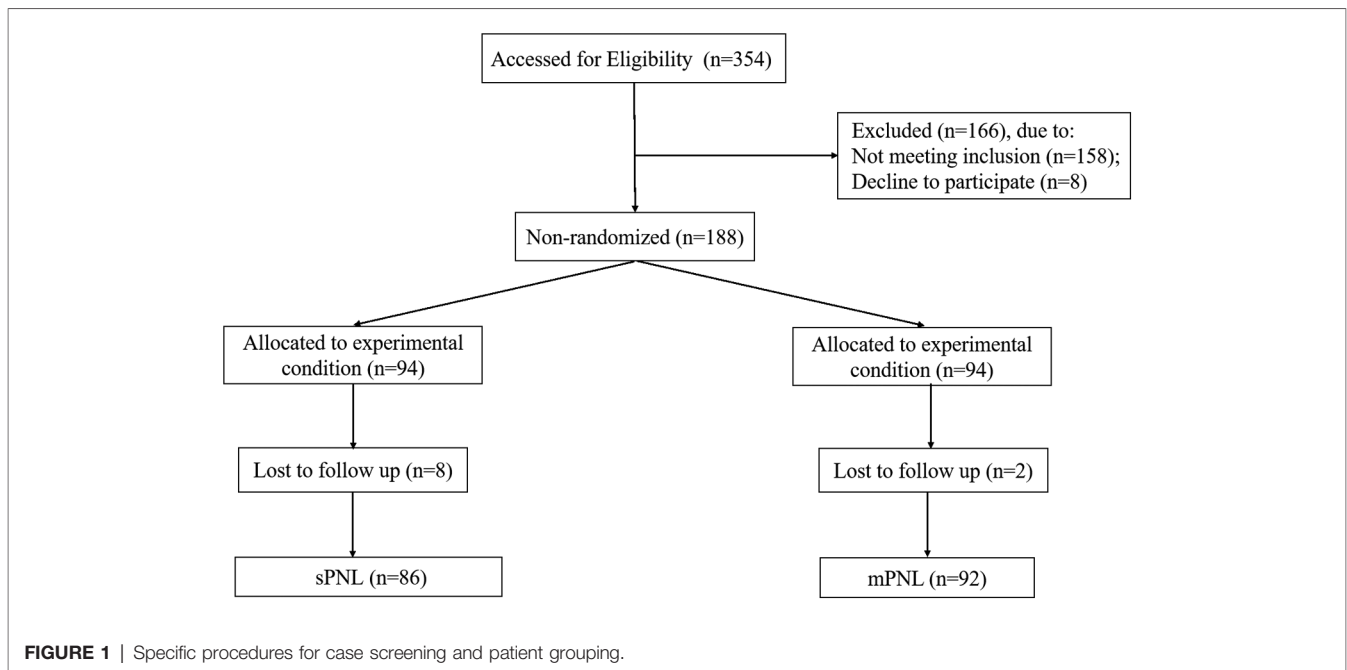 Accessed for Eligibility (n=354)
Excluded (n=166), due to:
Not meeting inclusion (n=158);
Decline to participate (n=8)
Non-randomized (n=188)
Allocated to experimental
condition (n=94)
Allocated to experimental
condition (n=94)
Lost to follow up (n=8)
Lost to follow up (n=2)
sPNL (n=86)
mPNL (n=92)
FIGURE 1 | Specific procedures for case screening and patient grouping.